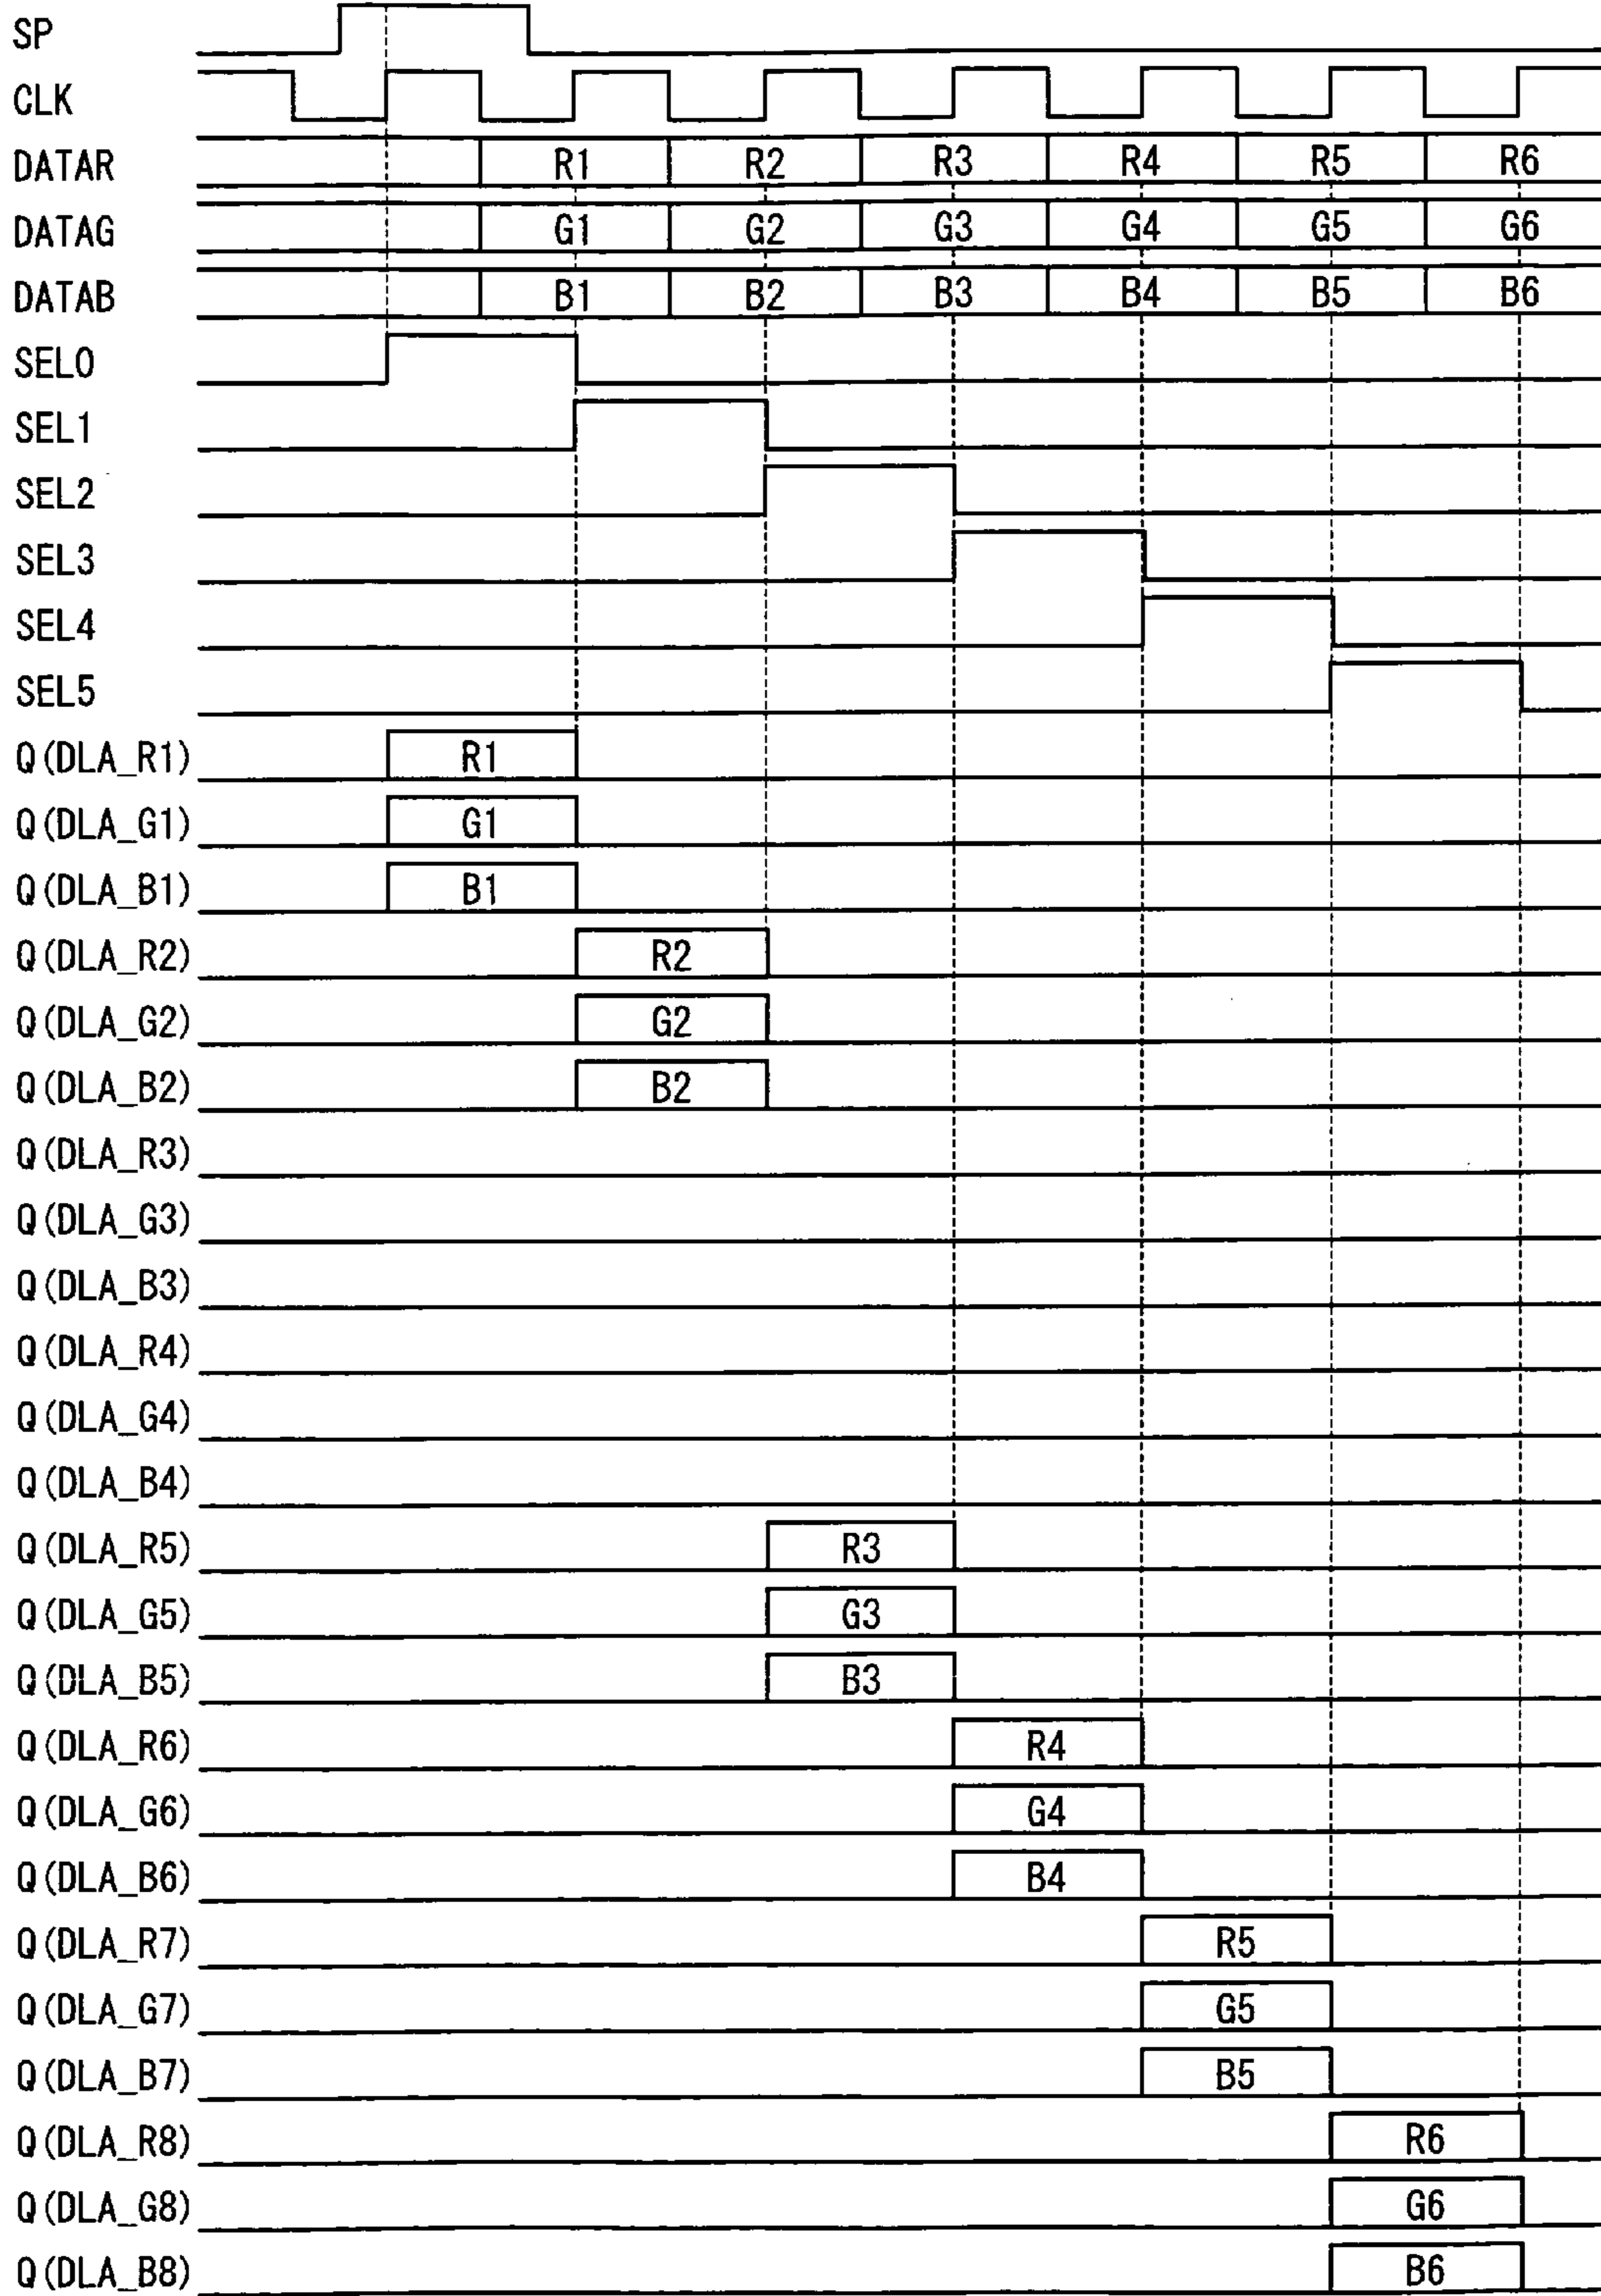 SP
CLK
DATAR R1 R2 R3 R4 R5 R6
DATAG G1 G2 G3 G4 G5 G6
DATAB B1 B2 B3 B4 B5 B6
SEL0
SEL1
SEL2
SEL3
SEL4
SEL5
Q(DLA_R1) R1
Q(DLA_G1) G1
Q(DLA_B1) B1
Q(DLA_R2) R2
Q(DLA_G2) G2
Q(DLA_B2) B2
Q(DLA_R3)
Q(DLA_G3)
Q(DLA_B3)
Q(DLA_R4)
Q(DLA_G4)
Q(DLA_B4)
Q(DLA_R5) R3
Q(DLA_G5) G3
Q(DLA_B5) B3
Q(DLA_R6) R4
Q(DLA_G6) G4
Q(DLA_B6) B4
Q(DLA_R7) R5
Q(DLA_G7) G5
Q(DLA_B7) B5
Q(DLA_R8) R6
Q(DLA_G8) G6
Q(DLA_B8) B6